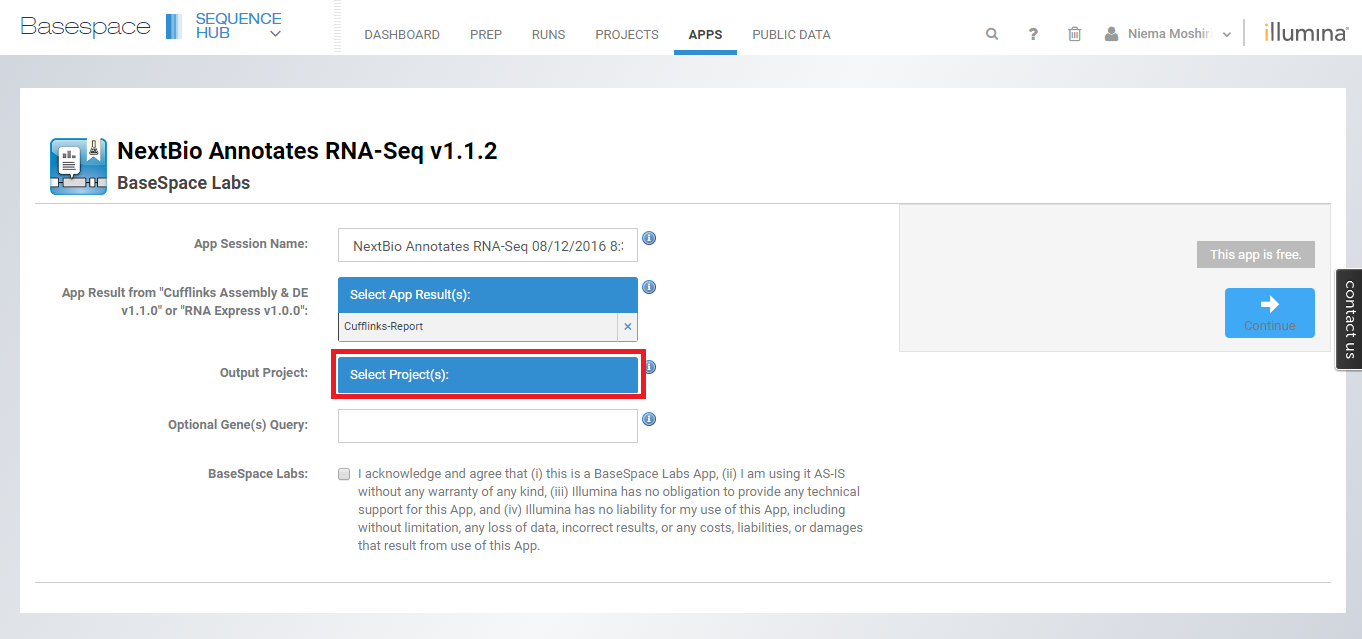 Basespace
SEQUENCE
HUB
DASHBOARD PREP RUNS PROJECTS APPS PUBLIC DATA
? Niema Moshiri
illumina®
NextBio Annotates RNA-Seq v1.1.2
BaseSpace Labs
App Session Name:
NextBio Annotates RNA-Seq 08/12/2016 8:
This app is free.
App Result from "Cufflinks Assembly & DE
v1.1.0" or "RNA Express v1.0.0":
Select App Result(s):
Cufflinks-Report ×
Continue
contact us
Output Project:
Select Project(s):
Optional Gene(s) Query:
BaseSpace Labs:
I acknowledge and agree that (i) this is a BaseSpace Labs App, (ii) I am using it AS-IS
without any warranty of any kind, (iii) Illumina has no obligation to provide any technical
support for this App, and (iv) Illumina has no liability for my use of this App, including
without limitation, any loss of data, incorrect results, or any costs, liabilities, or damages
that result from use of this App.